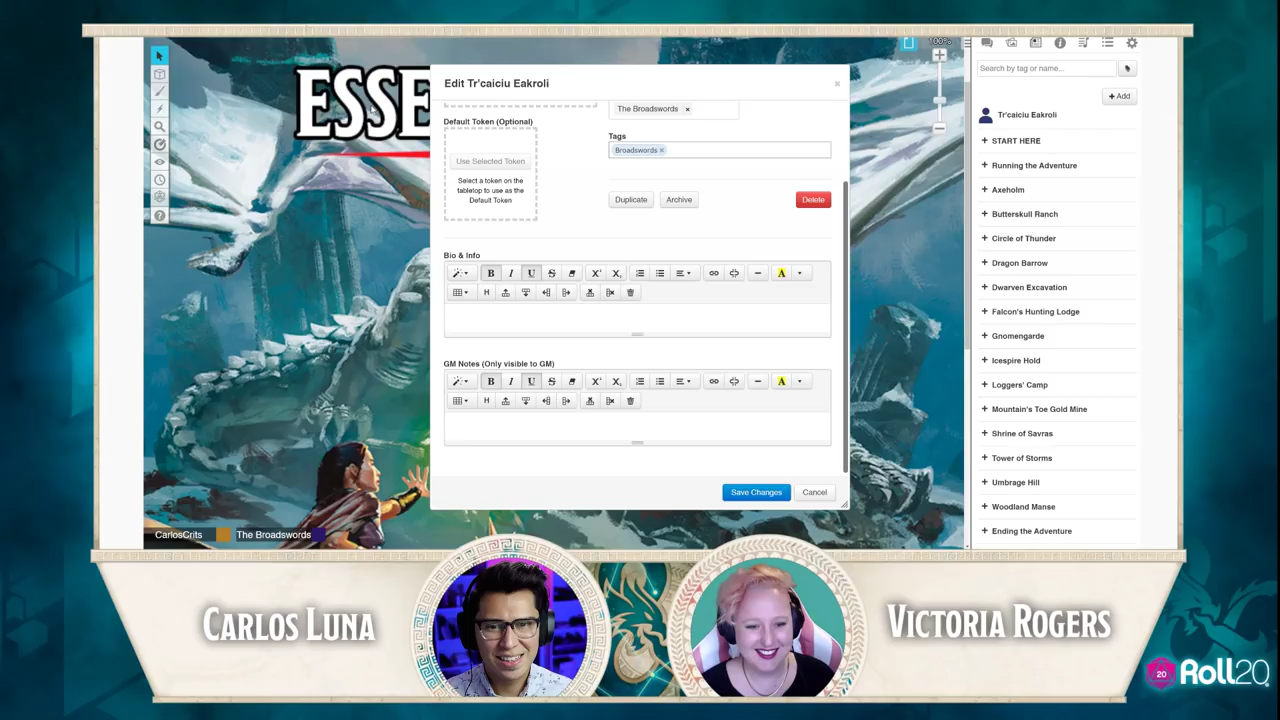 ESSE
100%
Edit Tr'caiciu Eakroli
×
The Broadswords ×
Default Token (Optional)
Use Selected Token
Select a token on the
tabletop to use as the
Default Token
Tags
Broadswords ×
Duplicate
Archive
Delete
Bio & Info
B I U S
X X
A
H
GM Notes (Only visible to GM)
B I U S
X X
A
H
Save Changes
Cancel
Search by tag or name...
+ Add
Tr'caiciu Eakroli
+ START HERE
+ Running the Adventure
+ Axeholm
+ Butterskull Ranch
+ Circle of Thunder
+ Dragon Barrow
+ Dwarven Excavation
+ Falcon's Hunting Lodge
+ Gnomengarde
+ Icespire Hold
+ Loggers' Camp
+ Mountain's Toe Gold Mine
+ Shrine of Savras
+ Tower of Storms
+ Umbrage Hill
+ Woodland Manse
+ Ending the Adventure
CarlosCrits
The Broadswords
CARLOS LUNA
VICTORIA ROGERS
20
Roll20